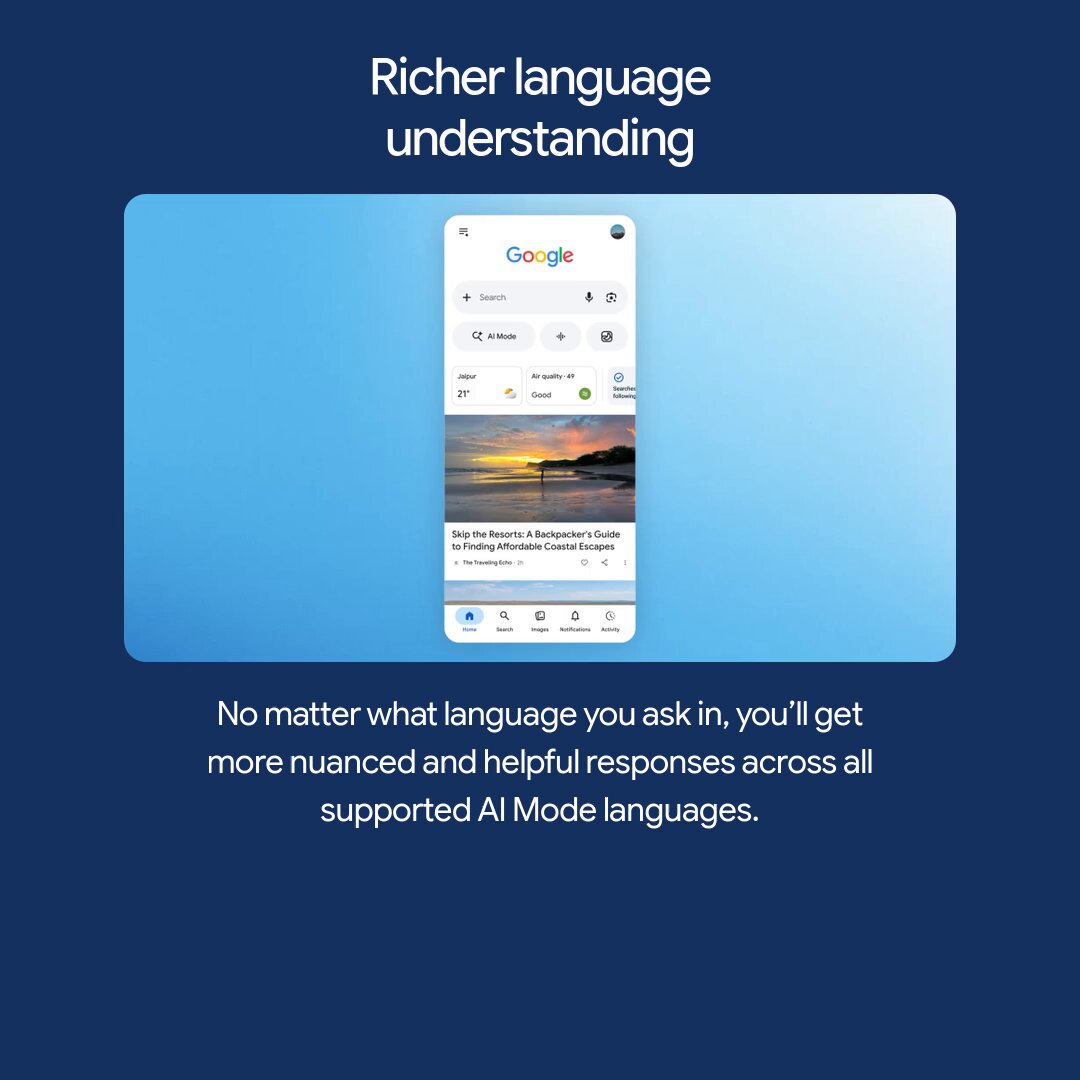 Richer language
understanding
Google
Search
AI Mode
Jaipur
21°
Air quality · 49
Good
Searched
following
Skip the Resorts: A Backpacker's Guide
to Finding Affordable Coastal Escapes
The Traveling Echo · 2h
Home
Search
Images
Notifications
Activity
No matter what language you ask in, you’ll get
more nuanced and helpful responses across all
supported AI Mode languages.